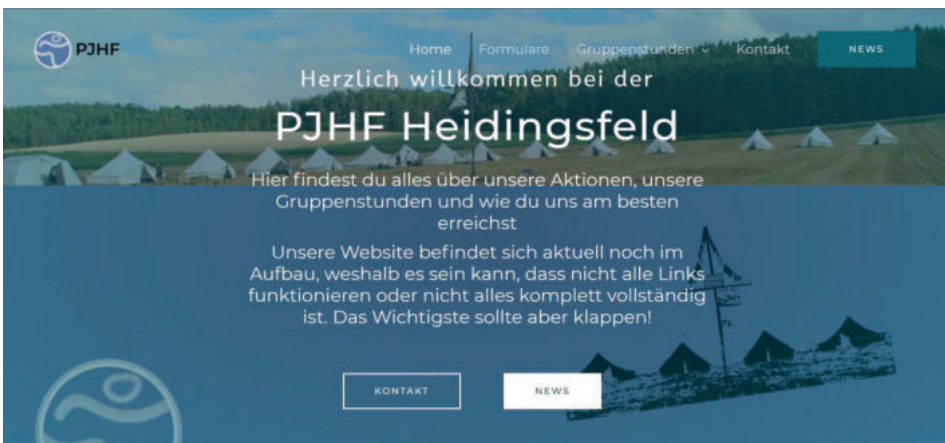 PJHF
Home Formulare Gruppenstunden Kontakt NEWS
Herzlich willkommen bei der
PJHF Heidingsfeld
Hier findest du alles über unsere Aktionen, unsere
Gruppenstunden und wie du uns am besten
erreichst
Unsere Website befindet sich aktuell noch im
Aufbau, weshalb es sein kann, dass nicht alle Links
funktionieren oder nicht alles komplett vollständig
ist. Das Wichtigste sollte aber klappen!
KONTAKT NEWS